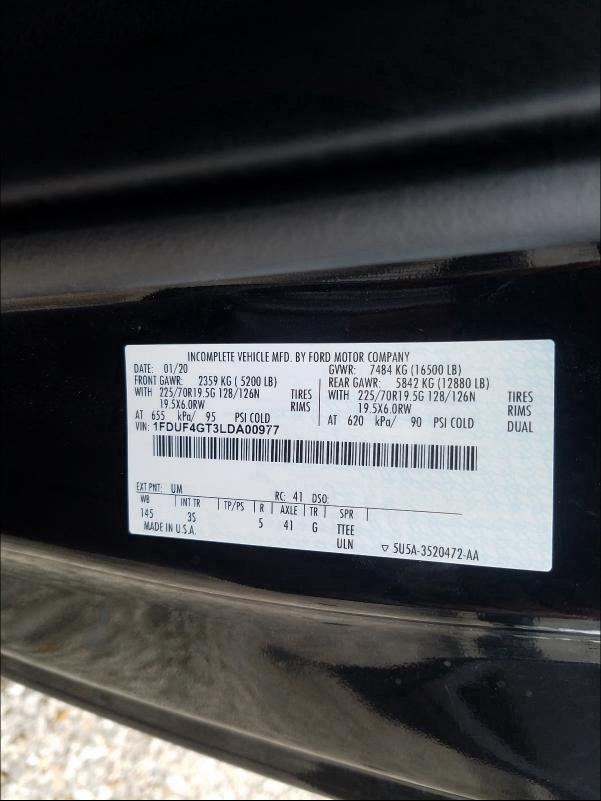 INCOMPLETE VEHICLE MFD. BY FORD MOTOR COMPANY
DATE: 01/20 GVWR: 7484 KG (16500 LB)
FRONT GAWR: 2359 KG ( 5200 LB) REAR GAWR: 5842 KG (12880 LB)
WITH 225/70R19.5G 128/126N TIRES WITH 225/70R19.5G 128/126N TIRES
19.5X6.0RW RIMS 19.5X6.0RW RIMS
AT 655 kPa/ 95 PSI COLD AT 620 kPa/ 90 PSI COLD DUAL
VIN: 1FDUF4GT3LDA00977
EXT PNT: UM RC: 41 DSO:
WB INT TR TP/PS R AXLE TR SPR
145 3S 5 41 G TTEE
MADE IN U.S.A. ULN 5U5A-3520472-AA